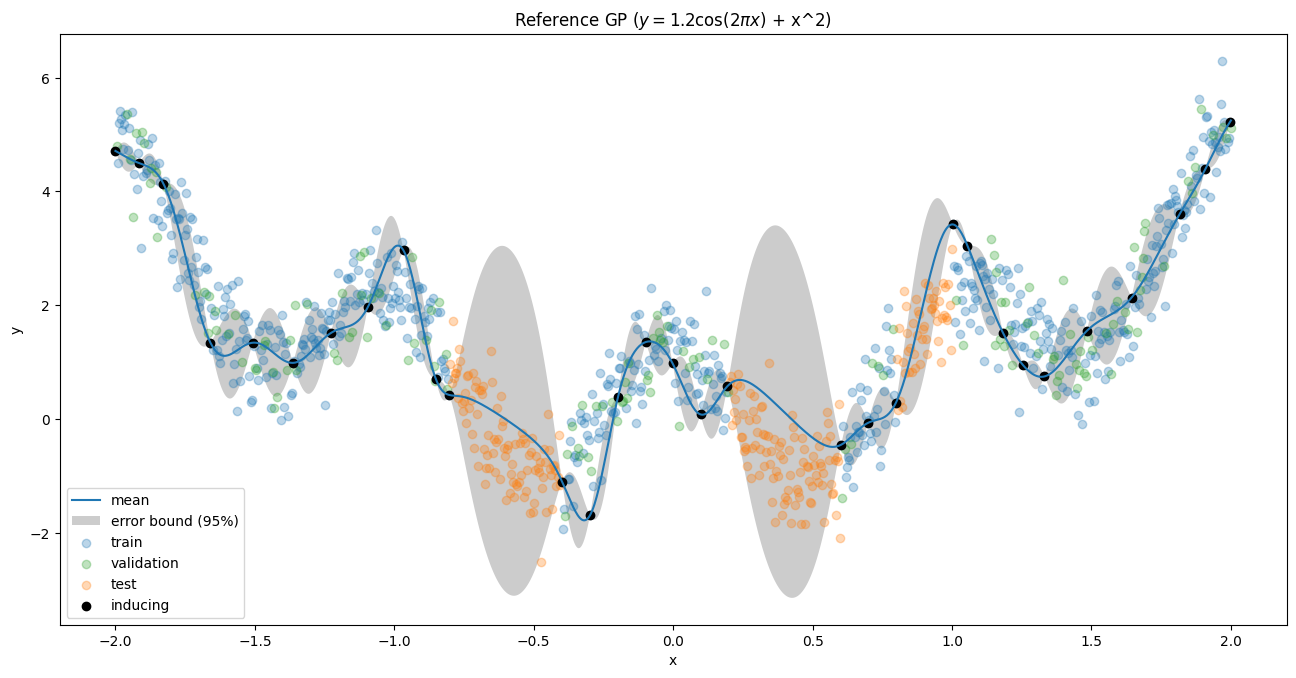 Reference GP (y = 1.2cos(2πx) + x^2)
y
6
4
2
0
−2
mean
error bound (95%)
train
validation
test
inducing
−2.0 −1.5 −1.0 −0.5 0.0 0.5 1.0 1.5 2.0
x